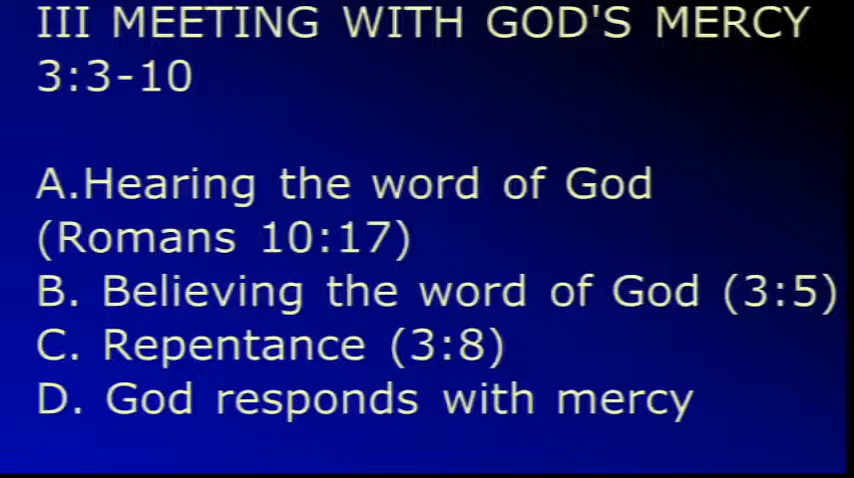 III MEETING WITH GOD'S MERCY
3:3-10
A.Hearing the word of God
(Romans 10:17)
B. Believing the word of God (3:5)
C. Repentance (3:8)
D. God responds with mercy